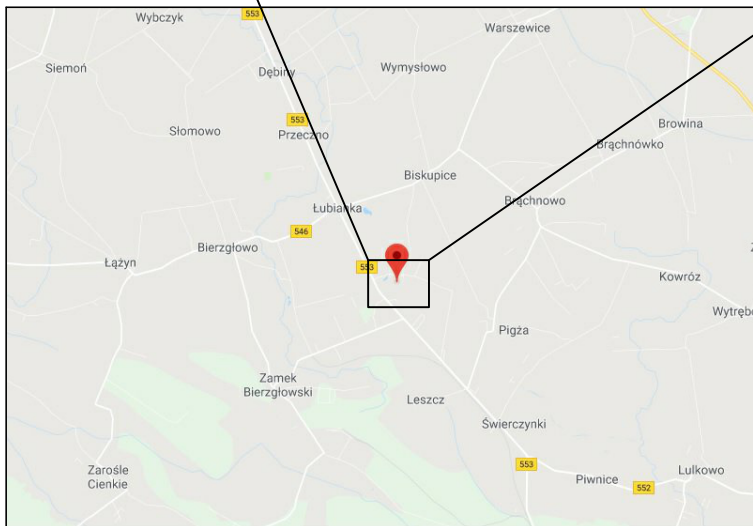 553
Wybczyk
Warszewice
Siemoń
Dębiny
Wymysłowo
553
Słomowo
Przeczno
Browina
Brąchnówko
Biskupice
Brąchnowo
Łubianka
546
Bierzgłowo
Łążyn
553
Kowróz
Wytręb
Pigża
Zamek
Bierzgłowski
Leszcz
Świerczynki
Zarośle
Cienkie
553
Piwnice
Lulkowo
552